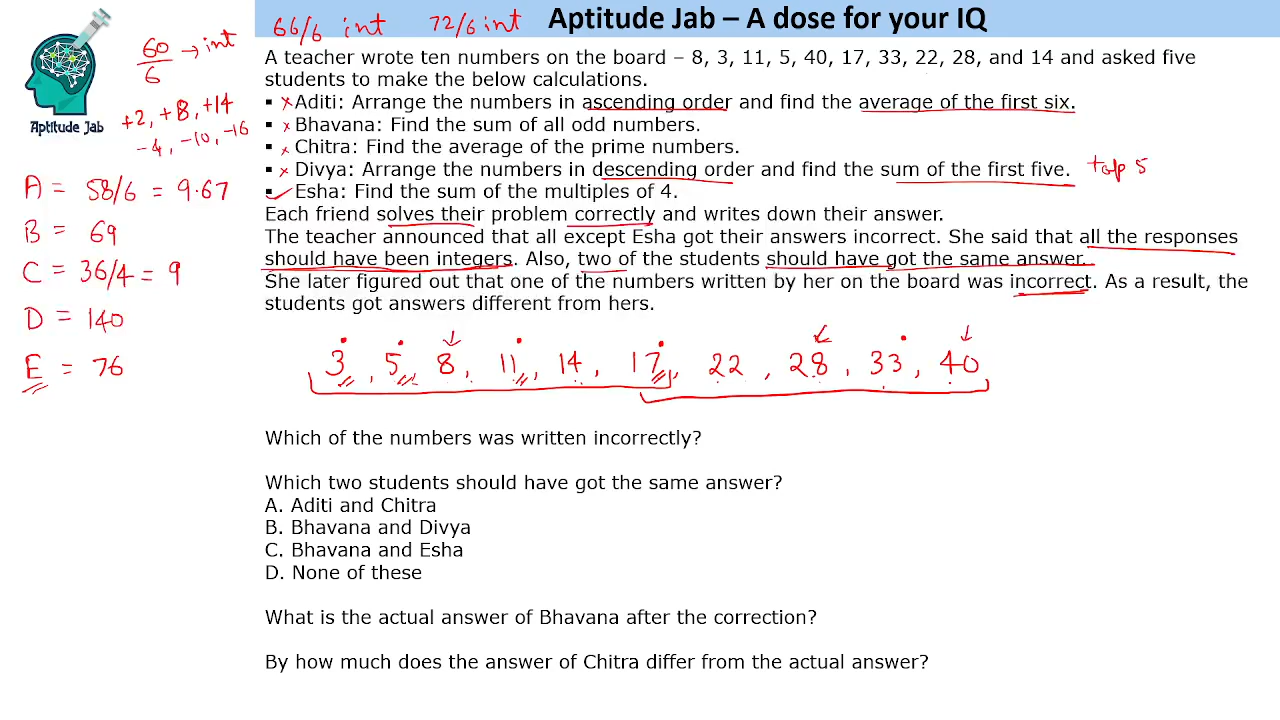 66/6 int 72/6 int
Aptitude Jab – A dose for your IQ
60/6 → int
+2, +8, +14
-4, -10, -16
Aptitude Jab
A teacher wrote ten numbers on the board – 8, 3, 11, 5, 40, 17, 33, 22, 28, and 14 and asked five
students to make the below calculations.
▪ × Aditi: Arrange the numbers in ascending order and find the average of the first six.
▪ × Bhavana: Find the sum of all odd numbers.
▪ × Chitra: Find the average of the prime numbers.
▪ × Divya: Arrange the numbers in descending order and find the sum of the first five. top 5
▪ ✓ Esha: Find the sum of the multiples of 4.
Each friend solves their problem correctly and writes down their answer.
The teacher announced that all except Esha got their answers incorrect. She said that all the responses
should have been integers. Also, two of the students should have got the same answer.
She later figured out that one of the numbers written by her on the board was incorrect. As a result, the
students got answers different from hers.
A = 58/6 = 9.67
B = 69
C = 36/4 = 9
D = 140
E = 76
3, 5, 8, 11, 14, 17, 22, 28, 33, 40
Which of the numbers was written incorrectly?
Which two students should have got the same answer?
A. Aditi and Chitra
B. Bhavana and Divya
C. Bhavana and Esha
D. None of these
What is the actual answer of Bhavana after the correction?
By how much does the answer of Chitra differ from the actual answer?